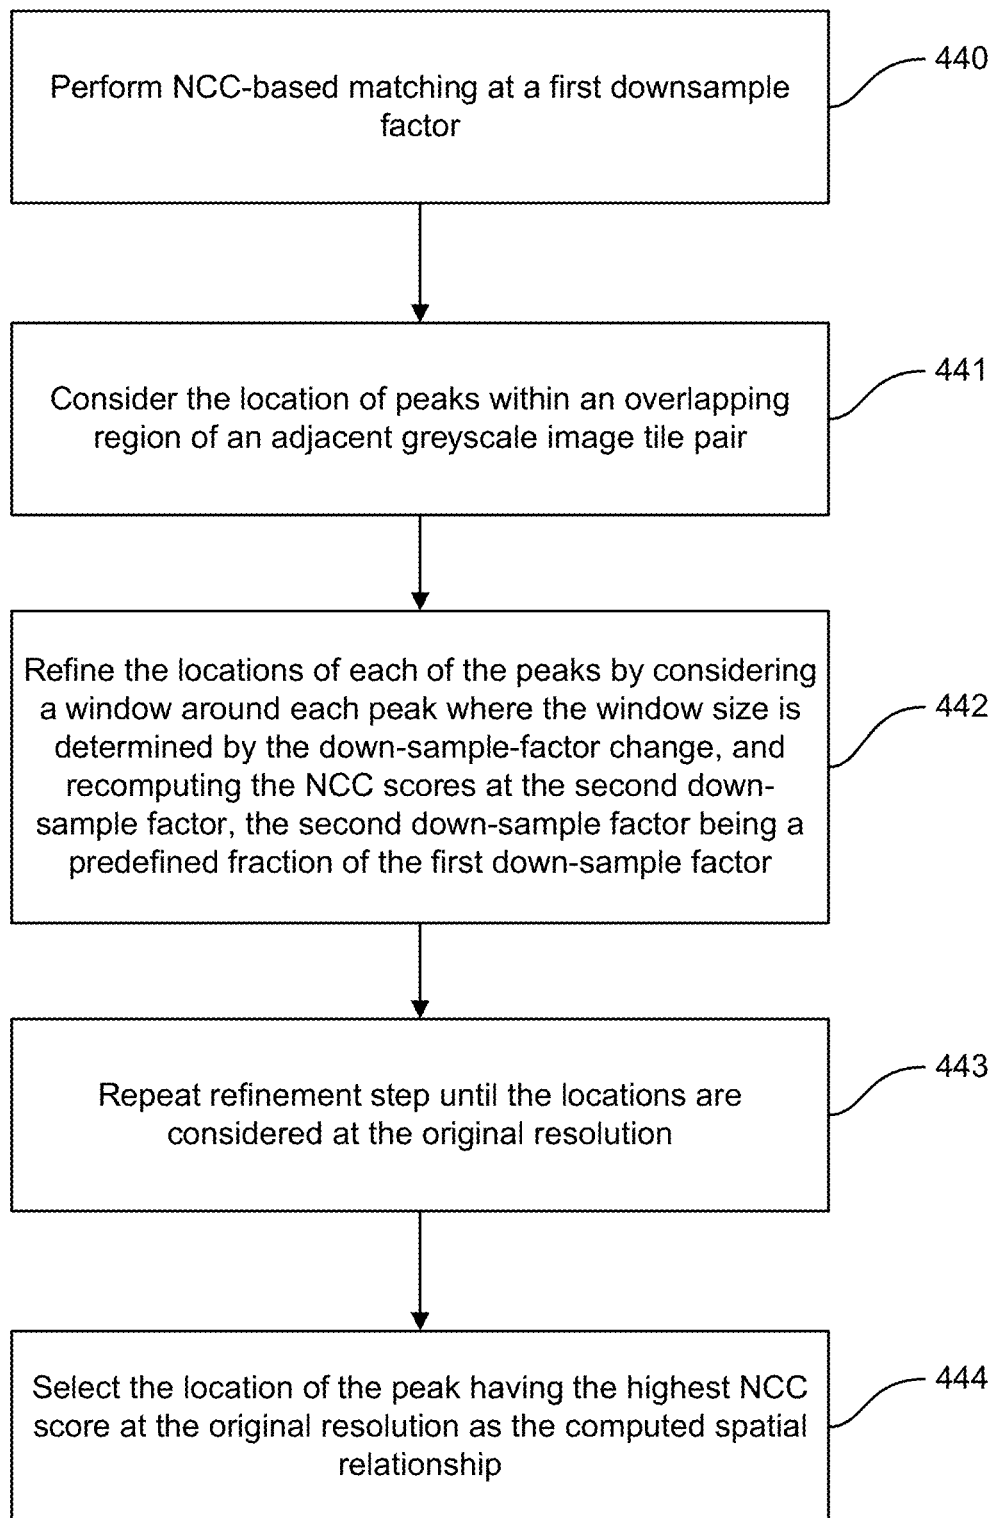 Perform NCC-based matching at a first downsample
factor
440
Consider the location of peaks within an overlapping
region of an adjacent greyscale image tile pair
441
Refine the locations of each of the peaks by considering
a window around each peak where the window size is
determined by the down-sample-factor change, and
recomputing the NCC scores at the second down-
sample factor, the second down-sample factor being a
predefined fraction of the first down-sample factor
442
Repeat refinement step until the locations are
considered at the original resolution
443
Select the location of the peak having the highest NCC
score at the original resolution as the computed spatial
relationship
444